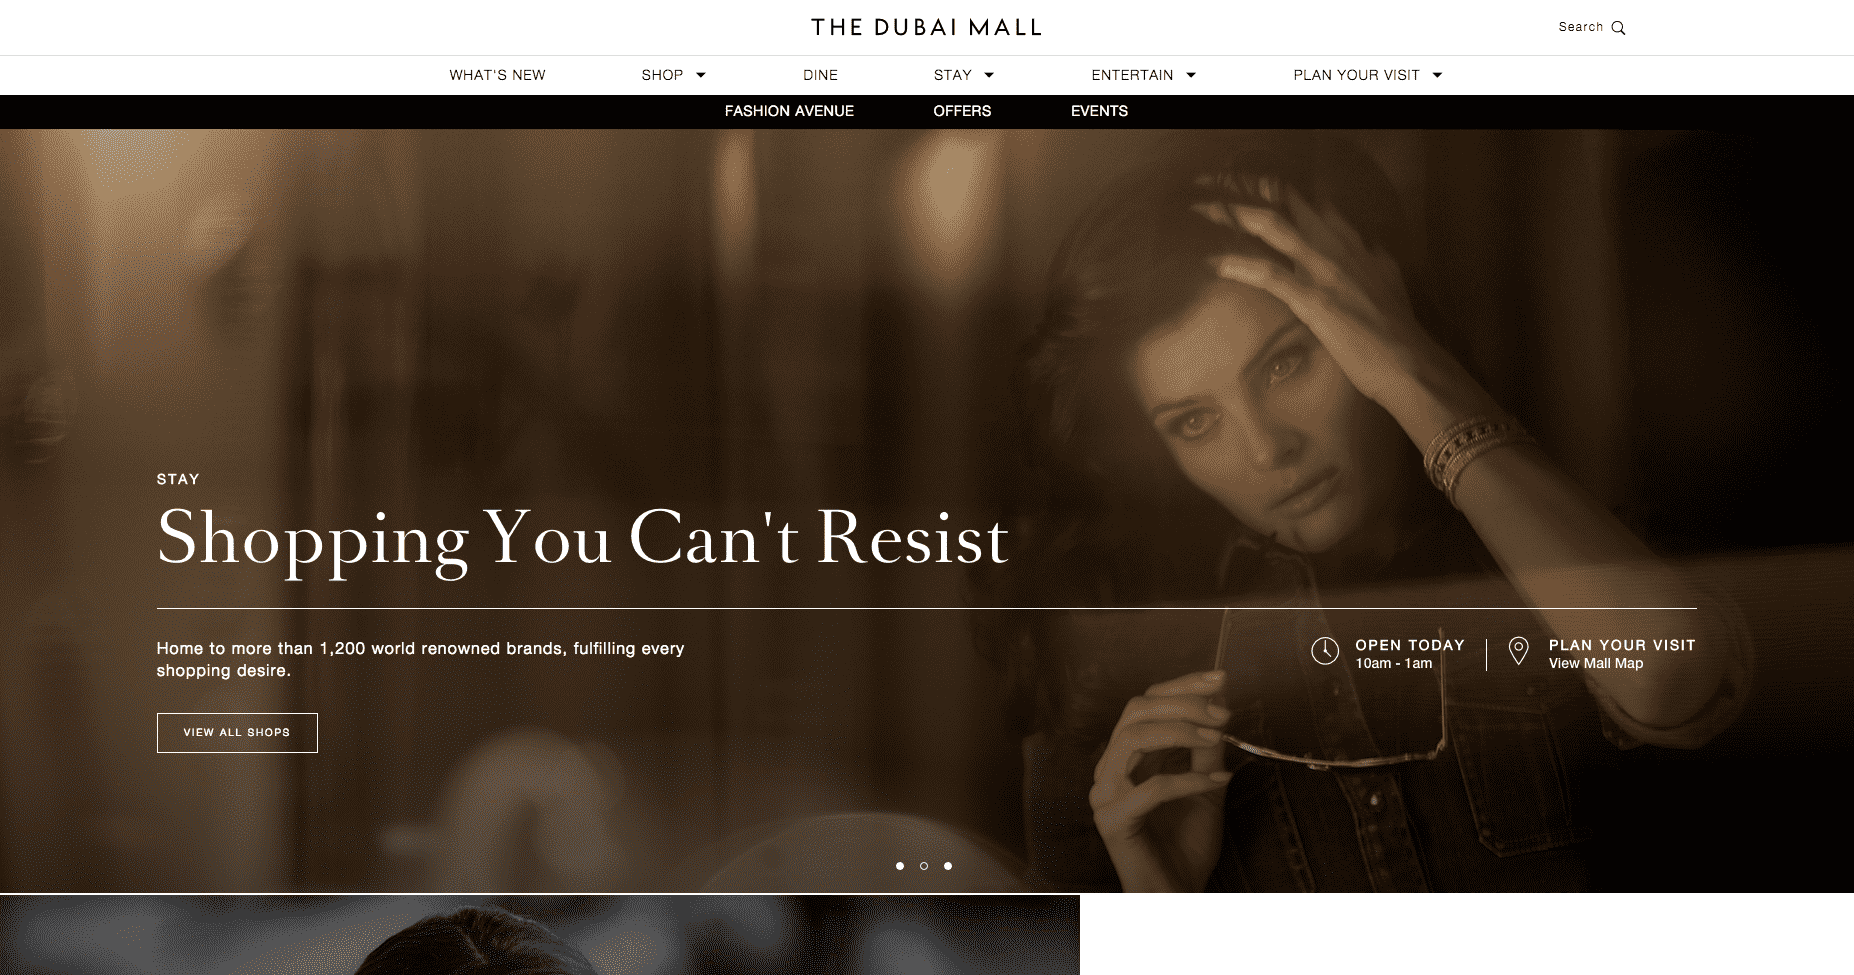 THE DUBAI MALL
Search
WHAT'S NEW SHOP DINE STAY ENTERTAIN PLAN YOUR VISIT
FASHION AVENUE OFFERS EVENTS
STAY
Shopping You Can't Resist
Home to more than 1,200 world renowned brands, fulfilling every
shopping desire.
OPEN TODAY
10am - 1am
PLAN YOUR VISIT
View Mall Map
VIEW ALL SHOPS